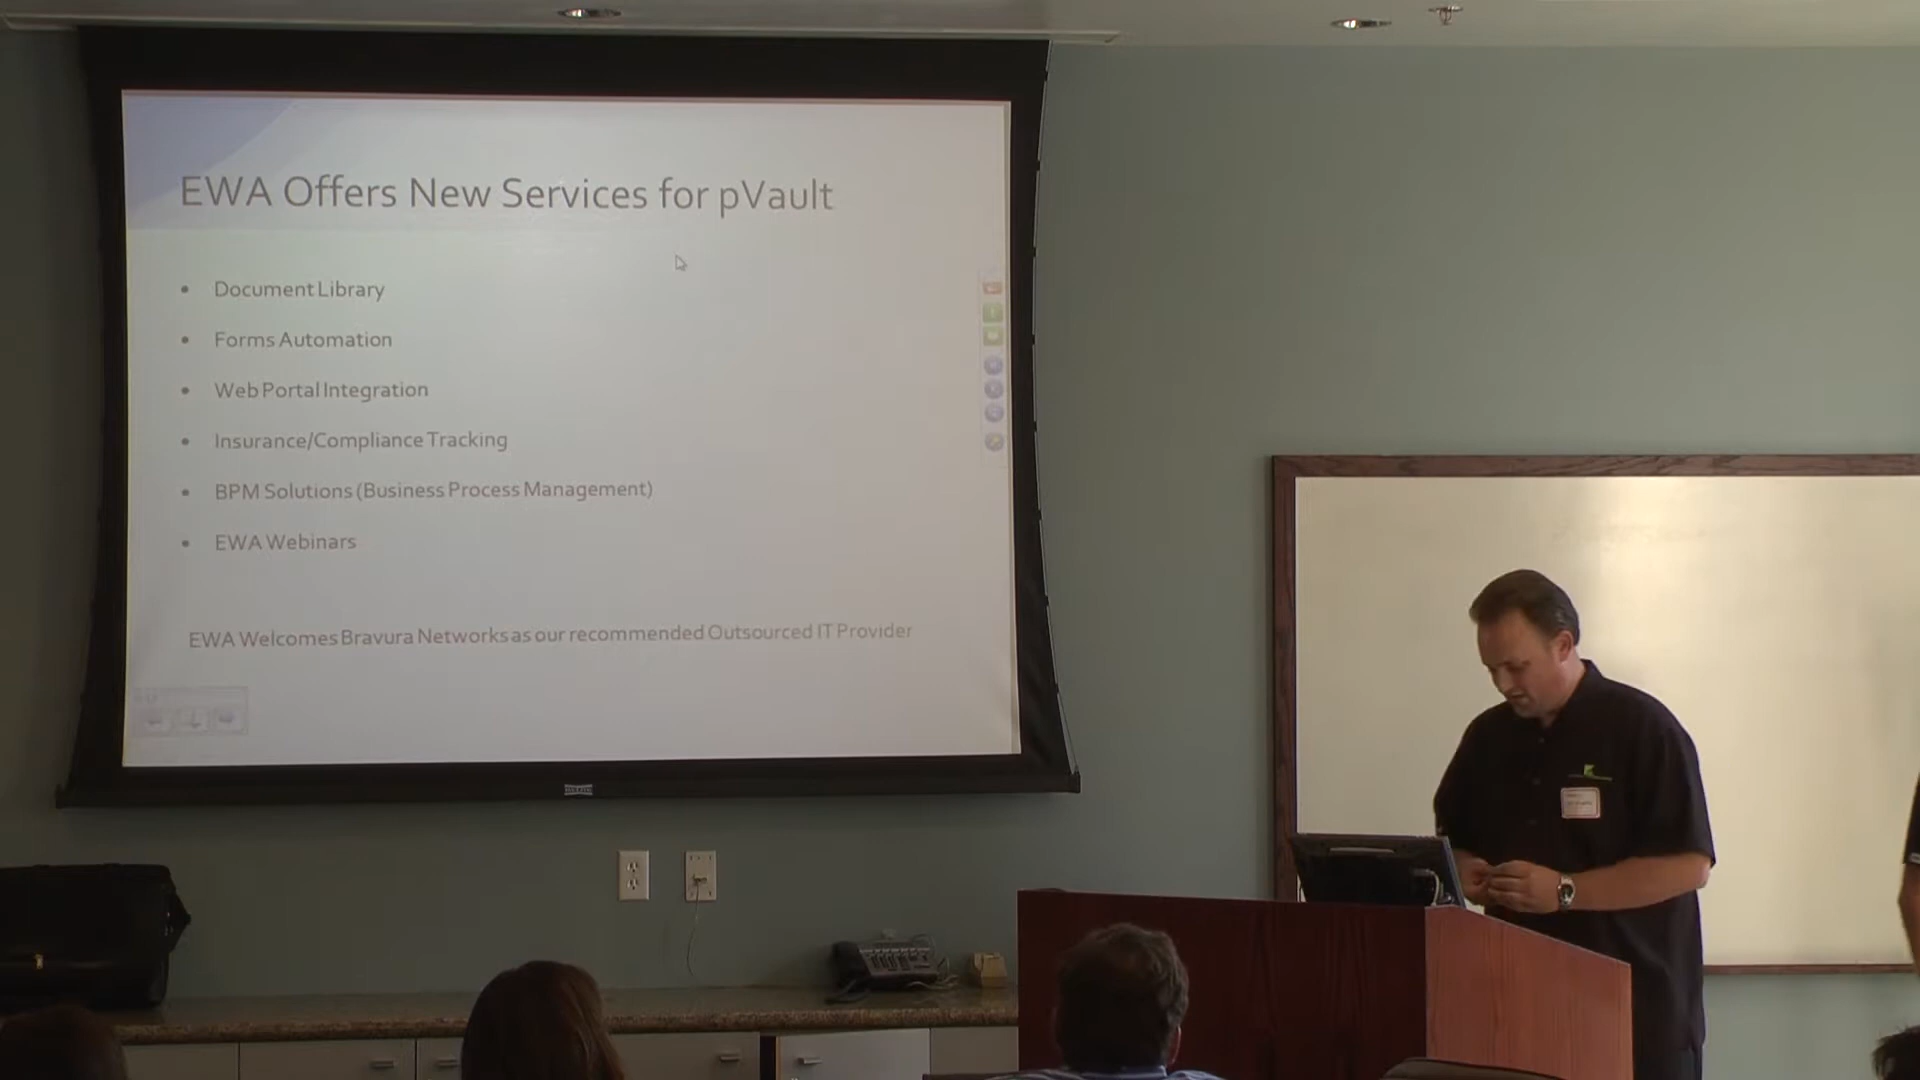 EWA Offers New Services for pVault
• Document Library
• Forms Automation
• Web Portal Integration
• Insurance/Compliance Tracking
• BPM Solutions (Business Process Management)
• EWA Webinars
EWA Welcomes Bravura Networks as our recommended Outsourced IT Provider